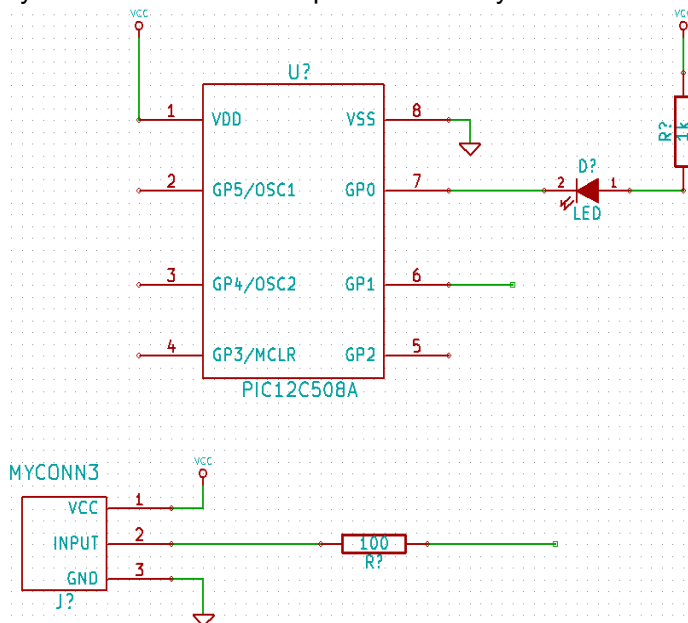 VCC
VCC
U?
1 VDD VSS 8
R? 1k
D?
2 GP5/OSC1 GP0 7
2 1
LED
3 GP4/OSC2 GP1 6
4 GP3/MCLR GP2 5
PIC12C508A
VCC
MYCONN3
VCC 1
INPUT 2
100
R?
GND 3
J?